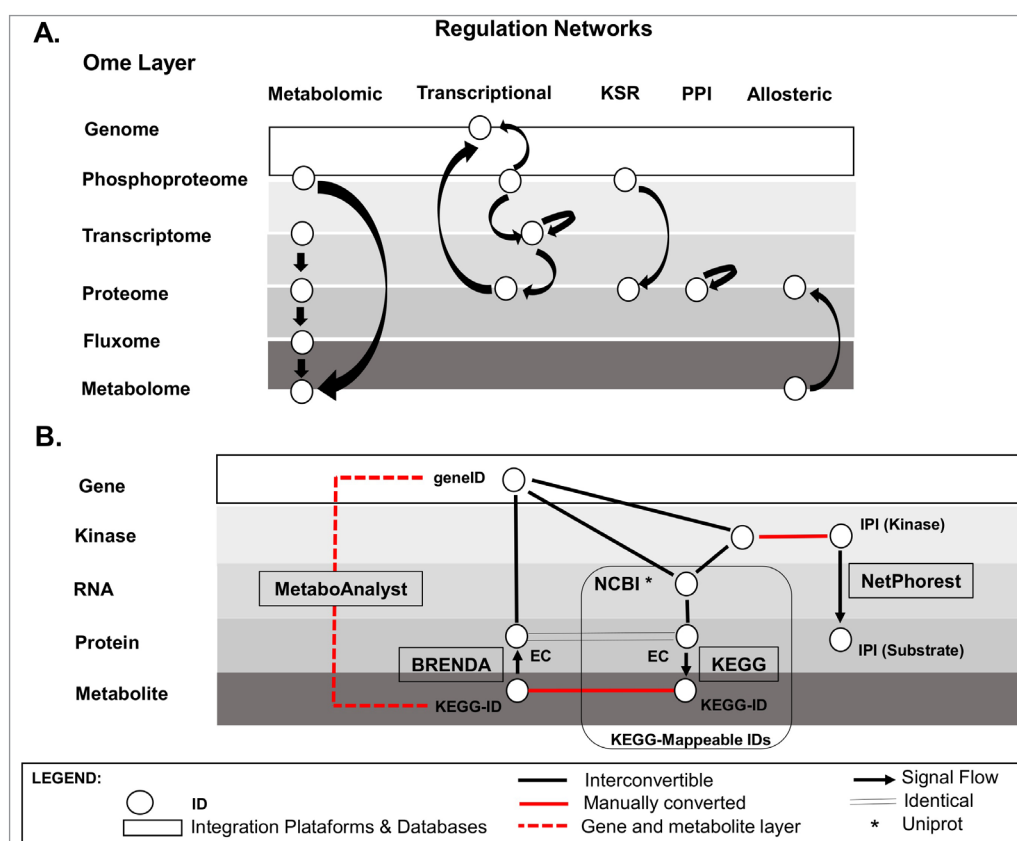 A.
Regulation Networks
Ome Layer
Metabolomic Transcriptional KSR PPI Allosteric
Genome
Phosphoproteome
Transcriptome
Proteome
Fluxome
Metabolome
B.
geneID
Gene
IPI (Kinase)
Kinase
NCBI *
NetPhorest
RNA
MetaboAnalyst
Protein
EC EC
IPI (Substrate)
BRENDA KEGG
Metabolite
KEGG-ID KEGG-ID
KEGG-Mappeable IDs
LEGEND:
Interconvertible Signal Flow
ID Manually converted Identical
Integration Plataforms & Databases Gene and metabolite layer * Uniprot